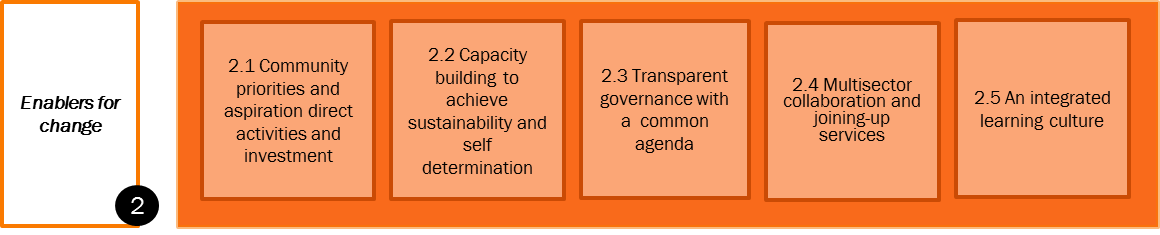 Enablers for
change
2
2.1 Community
priorities and
aspiration direct
activities and
investment
2.2 Capacity
building to
achieve
sustainability and
self
determination
2.3 Transparent
governance with
a common
agenda
2.4 Multisector
collaboration and
joining-up
services
2.5 An integrated
learning culture